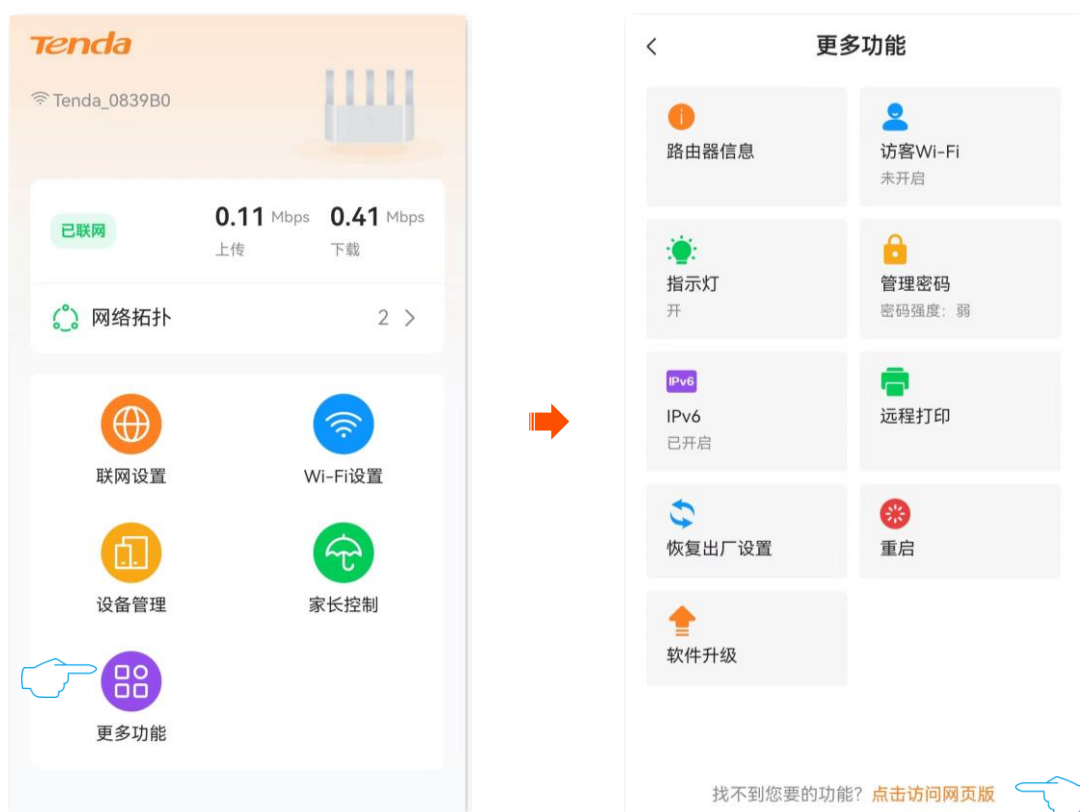 Tenda
Tenda_0839B0
已联网
0.11 Mbps
上传
0.41 Mbps
下载
网络拓扑
2
联网设置
Wi-Fi设置
设备管理
家长控制
更多功能
更多功能
路由器信息
访客Wi-Fi
未开启
指示灯
开
管理密码
密码强度：弱
IPv6
IPv6
已开启
远程打印
恢复出厂设置
重启
软件升级
找不到您要的功能？点击访问网页版